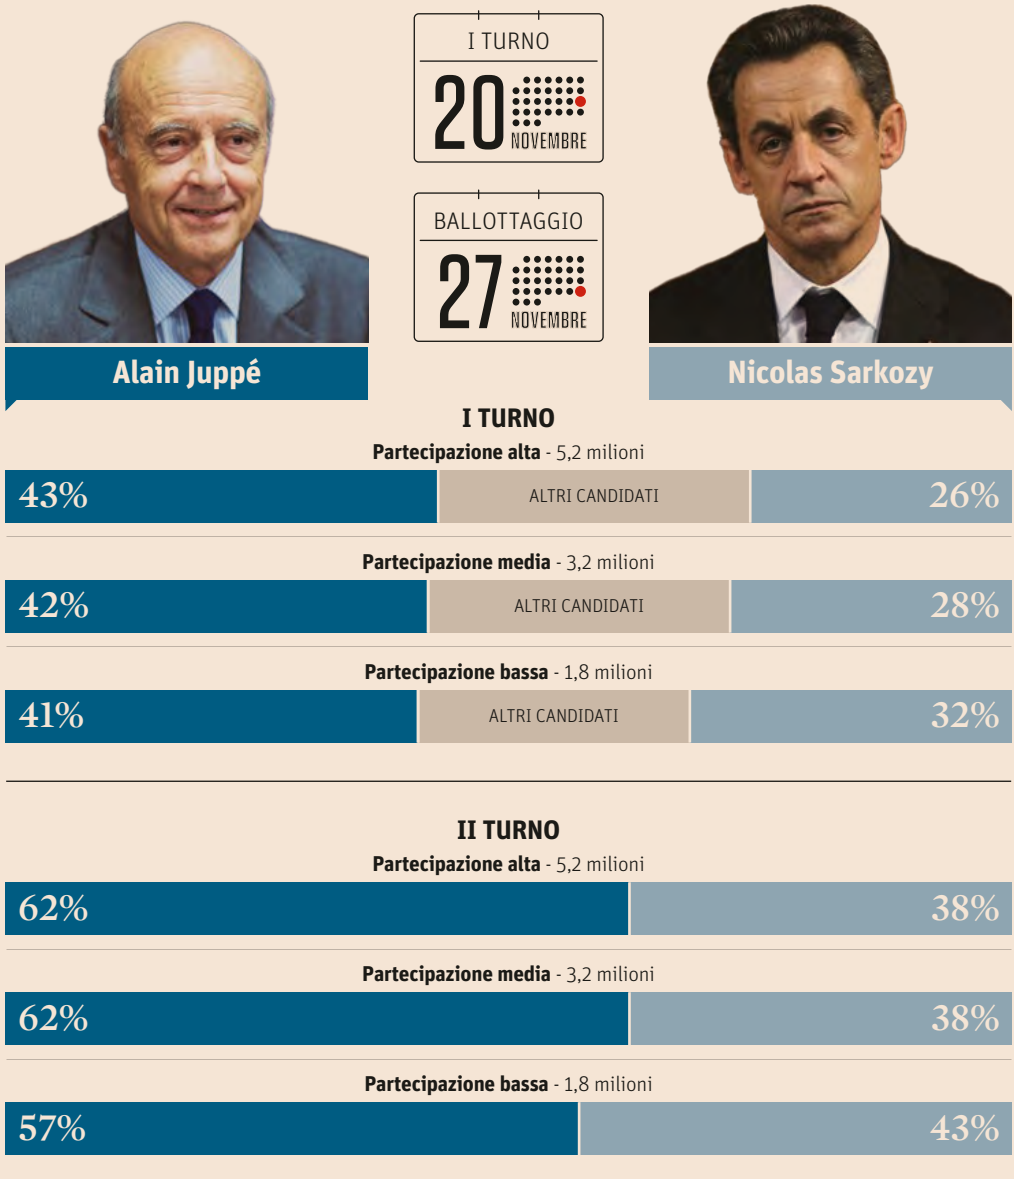 I TURNO
20
NOVEMBRE
BALLOTTAGGIO
27
NOVEMBRE
Alain Juppé
Nicolas Sarkozy
I TURNO
Partecipazione alta - 5,2 milioni
43% ALTRI CANDIDATI 26%
Partecipazione media - 3,2 milioni
42% ALTRI CANDIDATI 28%
Partecipazione bassa - 1,8 milioni
41% ALTRI CANDIDATI 32%
II TURNO
Partecipazione alta - 5,2 milioni
62% 38%
Partecipazione media - 3,2 milioni
62% 38%
Partecipazione bassa - 1,8 milioni
57% 43%